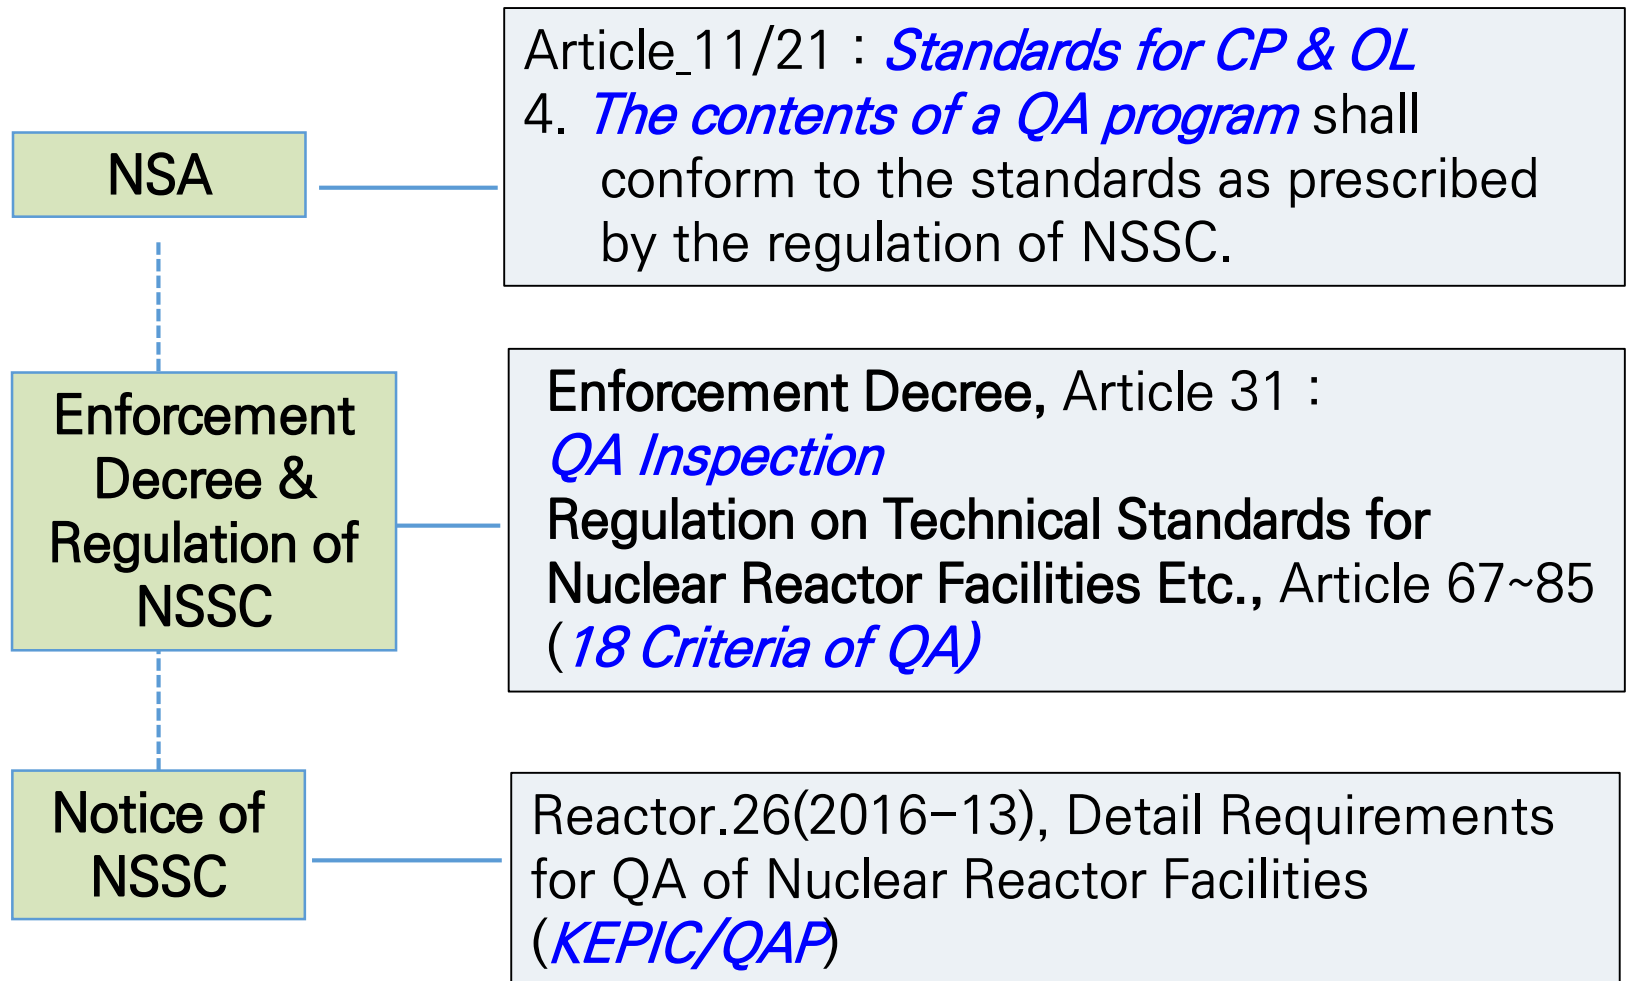 NSA
Article_11/21 : Standards for CP & OL
4. The contents of a QA program shall
conform to the standards as prescribed
by the regulation of NSSC.
Enforcement
Decree &
Regulation of
NSSC
Enforcement Decree, Article 31 :
QA Inspection
Regulation on Technical Standards for
Nuclear Reactor Facilities Etc., Article 67~85
(18 Criteria of QA)
Notice of
NSSC
Reactor.26(2016-13), Detail Requirements
for QA of Nuclear Reactor Facilities
(KEPIC/QAP)